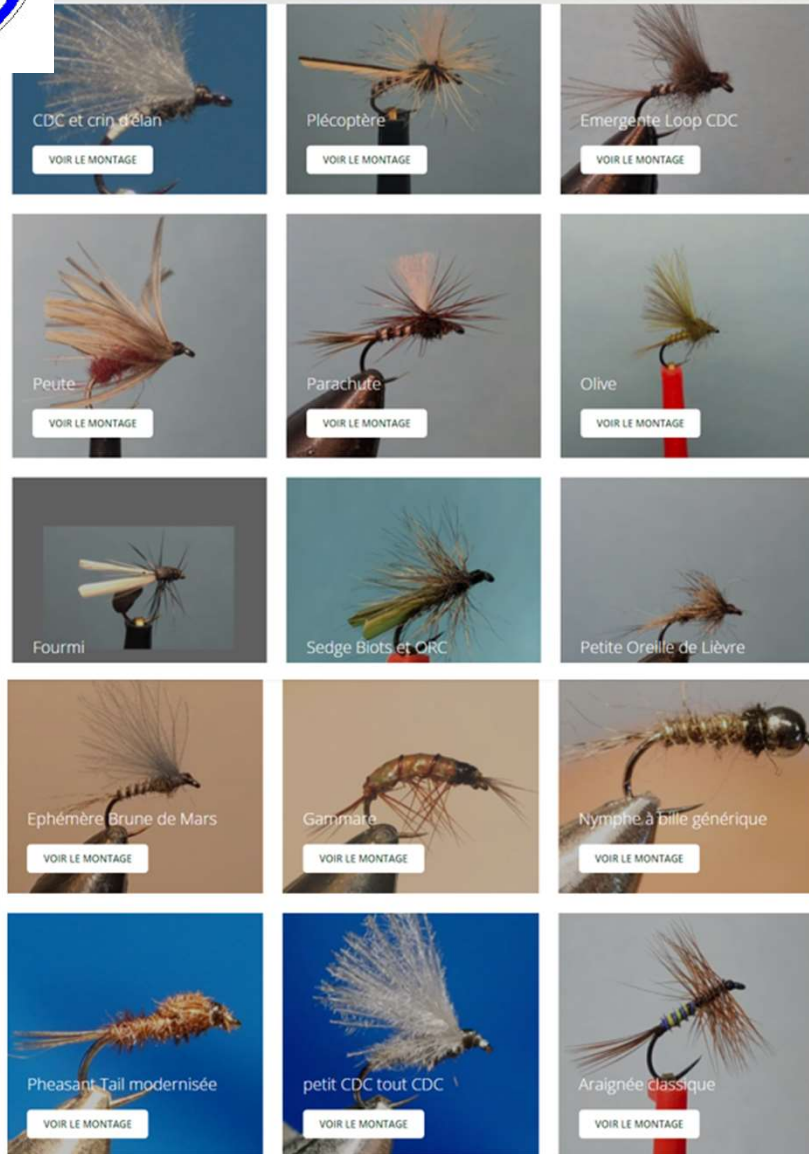 CDC et crin d'élan
VOIR LE MONTAGE
Plécoptère
VOIR LE MONTAGE
Emergente Loop CDC
VOIR LE MONTAGE
Peute
VOIR LE MONTAGE
Parachute
VOIR LE MONTAGE
Olive
VOIR LE MONTAGE
Fourmi
Sedge Biots et ORC
Petite Oreille de Lièvre
Ephémère Brune de Mars
VOIR LE MONTAGE
Gammare
VOIR LE MONTAGE
Nymphe à bille générique
VOIR LE MONTAGE
Pheasant Tail modernisée
VOIR LE MONTAGE
petit CDC tout CDC
VOIR LE MONTAGE
Araignée classique
VOIR LE MONTAGE